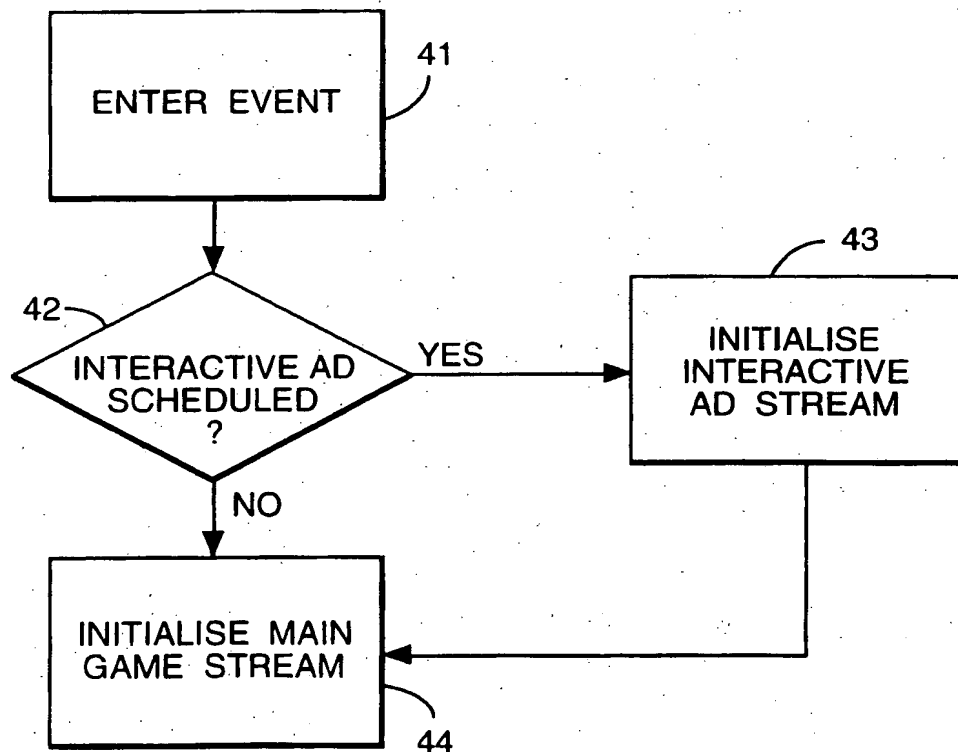 41
ENTER EVENT
42
INTERACTIVE AD
SCHEDULED
?
YES
43
INITIALISE
INTERACTIVE
AD STREAM
NO
INITIALISE MAIN
GAME STREAM
44